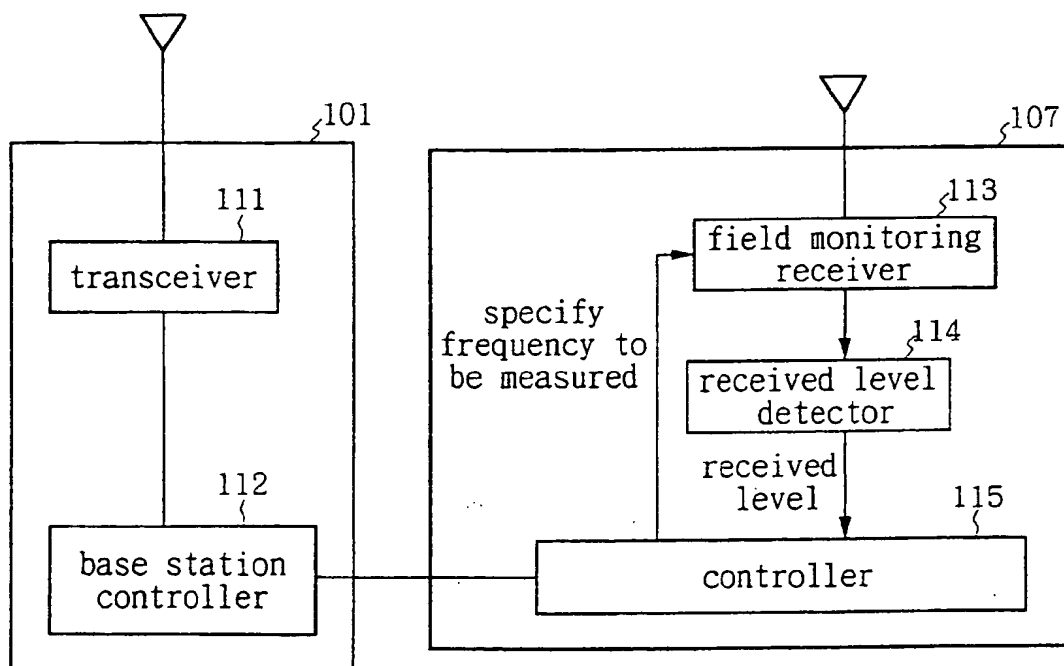 101
111
transceiver
112
base station
controller
107
113
field monitoring
receiver
specify
frequency to
be measured
114
received level
detector
received
level
115
controller